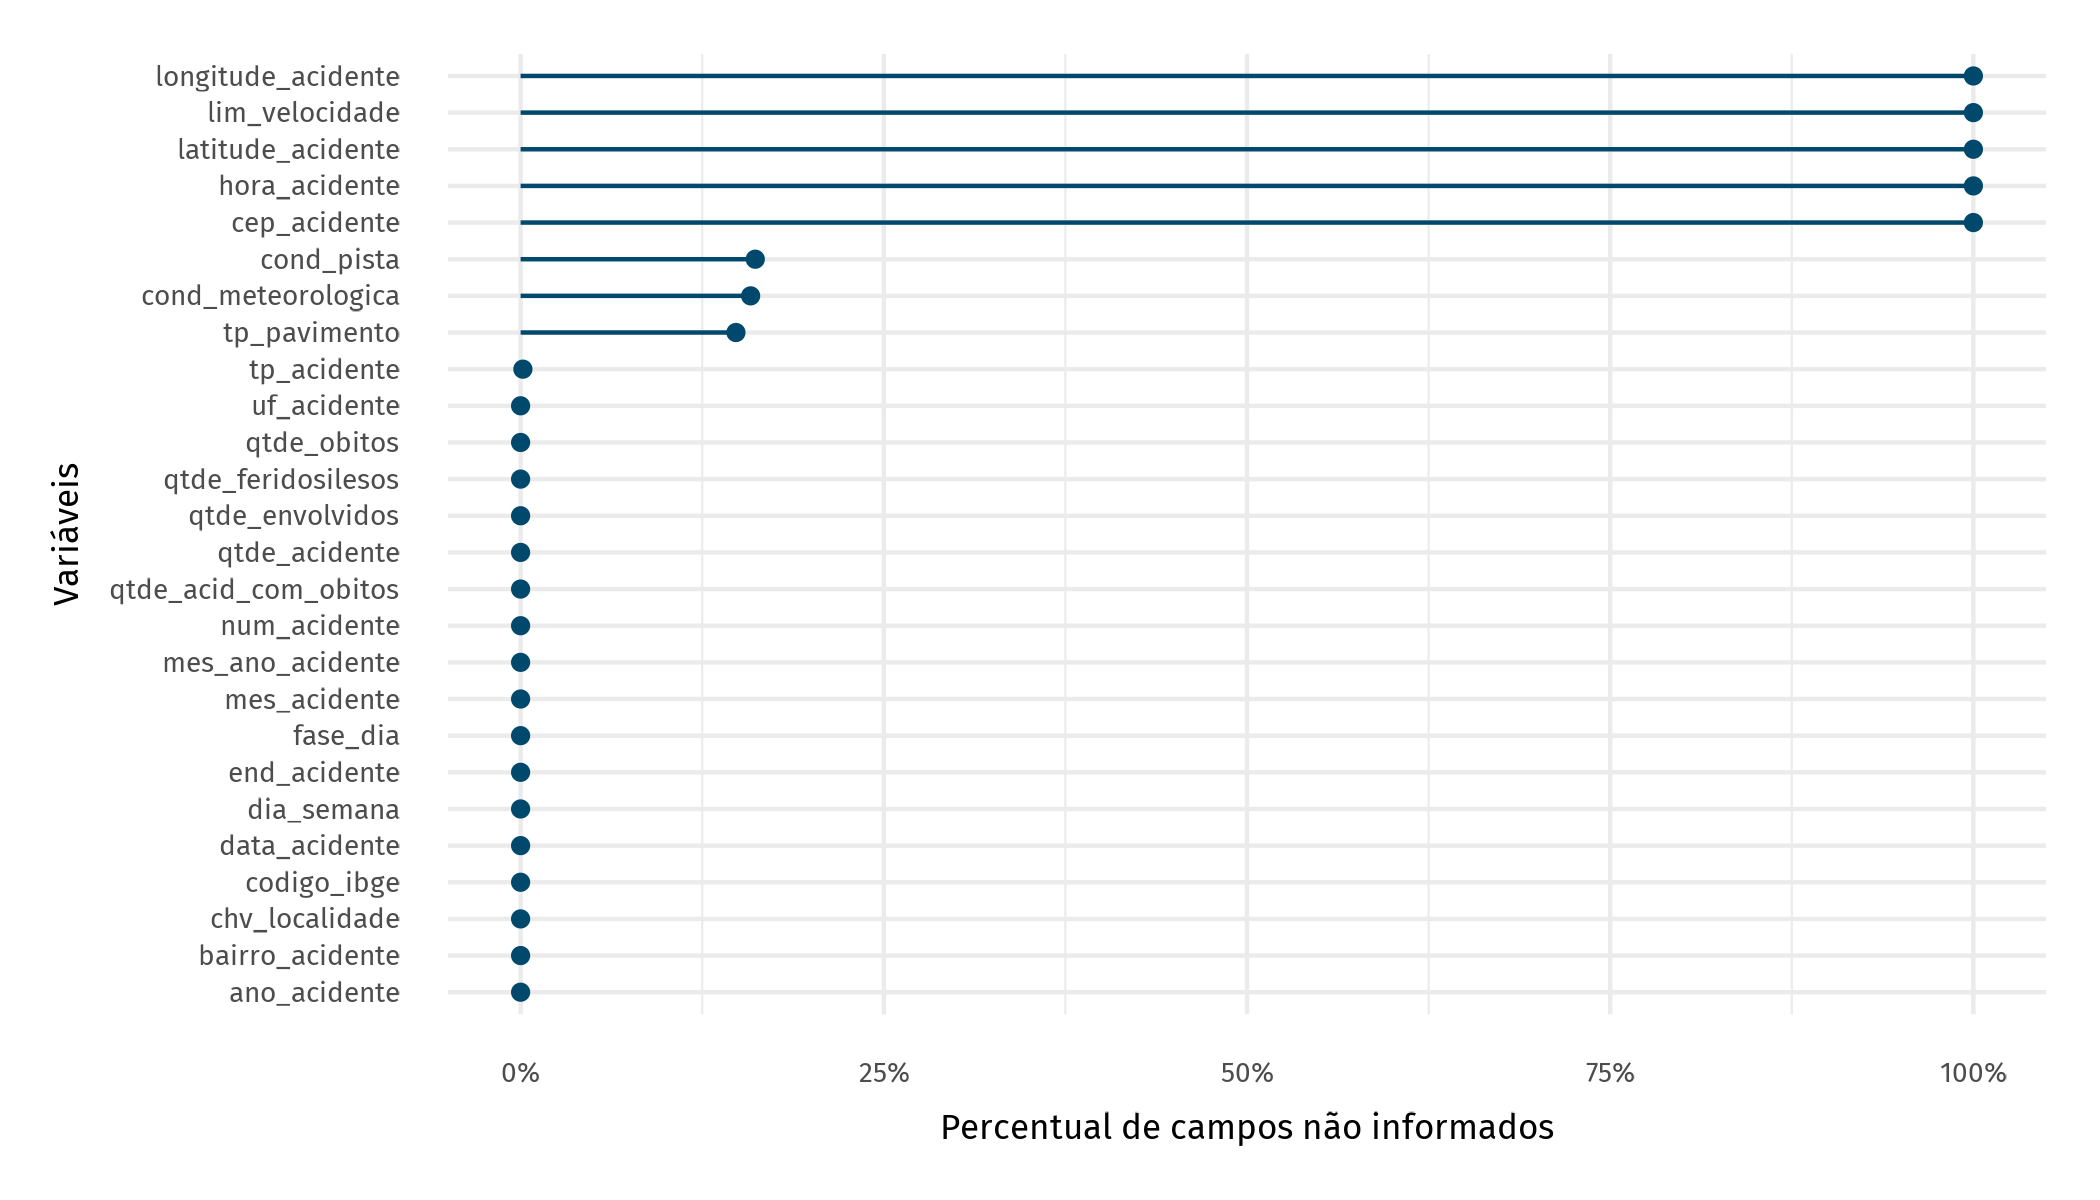 longitude_acidente
lim_velocidade
latitude_acidente
hora_acidente
cep_acidente
cond_pista
cond_meteorologica
tp_pavimento
tp_acidente
uf_acidente
qtde_obitos
qtde_feridosilesos
qtde_envolvidos
qtde_acidente
qtde_acid_com_obitos
num_acidente
mes_ano_acidente
mes_acidente
fase_dia
end_acidente
dia_semana
data_acidente
codigo_ibge
chv_localidade
bairro_acidente
ano_acidente
Variáveis
0% 25% 50% 75% 100%
Percentual de campos não informados